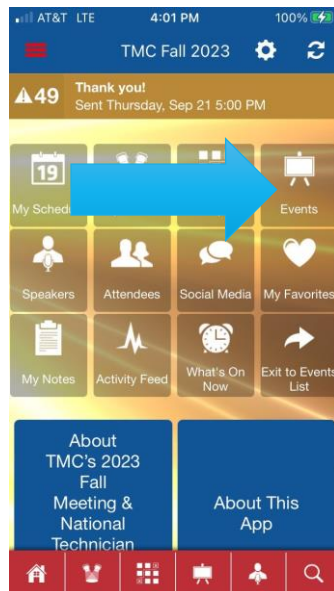 AT&T LTE 4:01 PM 100%
TMC Fall 2023
49 Thank you!
Sent Thursday, Sep 21 5:00 PM
19
My Sched
Events
Speakers
Attendees
Social Media
My Favorites
My Notes
Activity Feed
What's On
Now
Exit to Events
List
About
TMC's 2023
Fall
Meeting &
National
Technician
About This
App